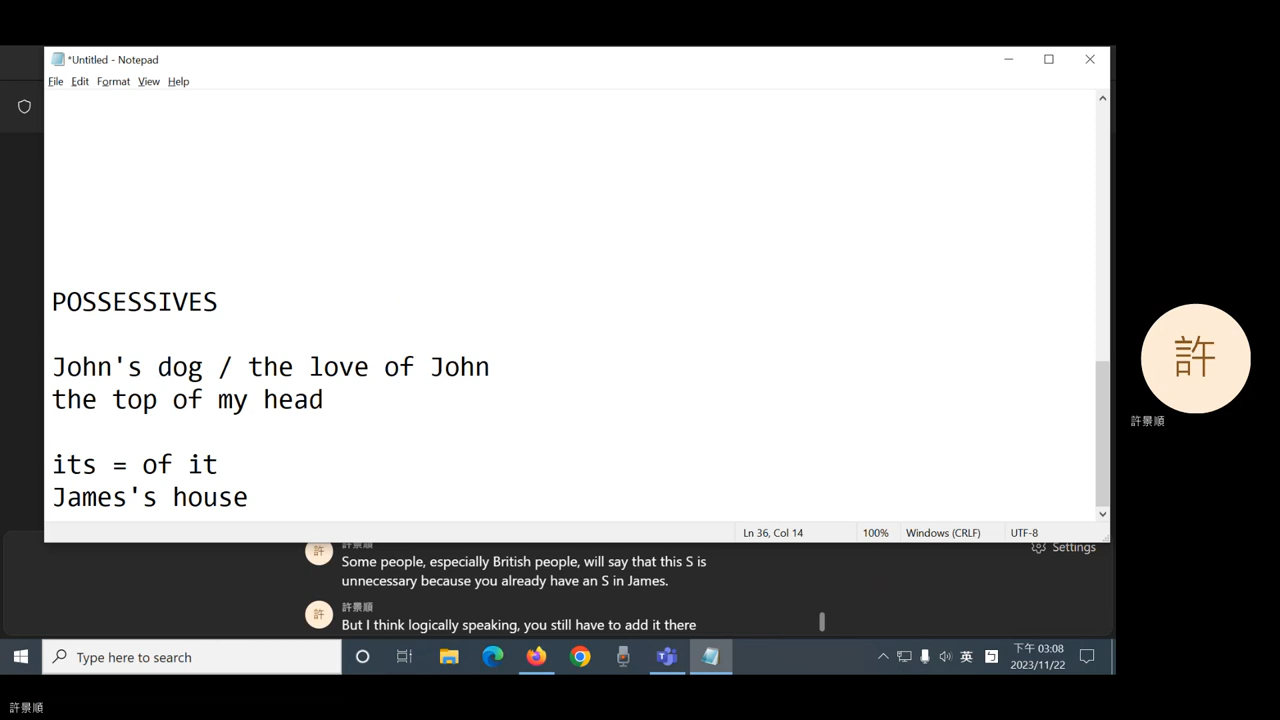 *Untitled - Notepad
File Edit Format View Help
POSSESSIVES
John's dog / the love of John
the top of my head
its = of it
James's house
Ln 36, Col 14 100% Windows (CRLF) UTF-8
許
許景順
許景順
許
Some people, especially British people, will say that this S is
unnecessary because you already have an S in James.
Settings
許景順
許
But I think logically speaking, you still have to add it there
Type here to search
英
下午 03:08
2023/11/22
許景順